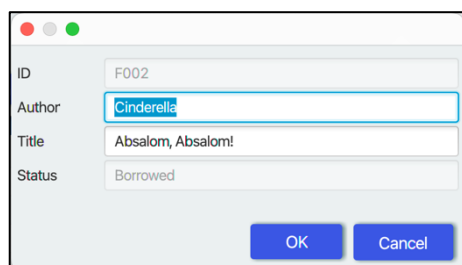 ID F002
Author Cinderella
Title Absalom, Absalom!
Status Borrowed
OK Cancel